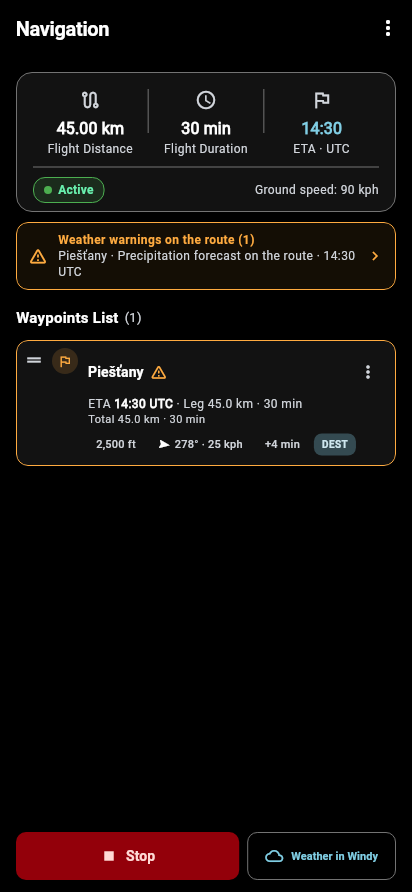 Navigation
45.00 km
30 min
14:30
Flight Distance
Flight Duration
ETA · UTC
Active
Ground speed: 90 kph
Weather warnings on the route (1)
Piešťany · Precipitation forecast on the route · 14:30
UTC
Waypoints List (1)
Piešťany
ETA 14:30 UTC · Leg 45.0 km · 30 min
Total 45.0 km · 30 min
2,500 ft
278° · 25 kph
+4 min
DEST
Stop
Weather in Windy